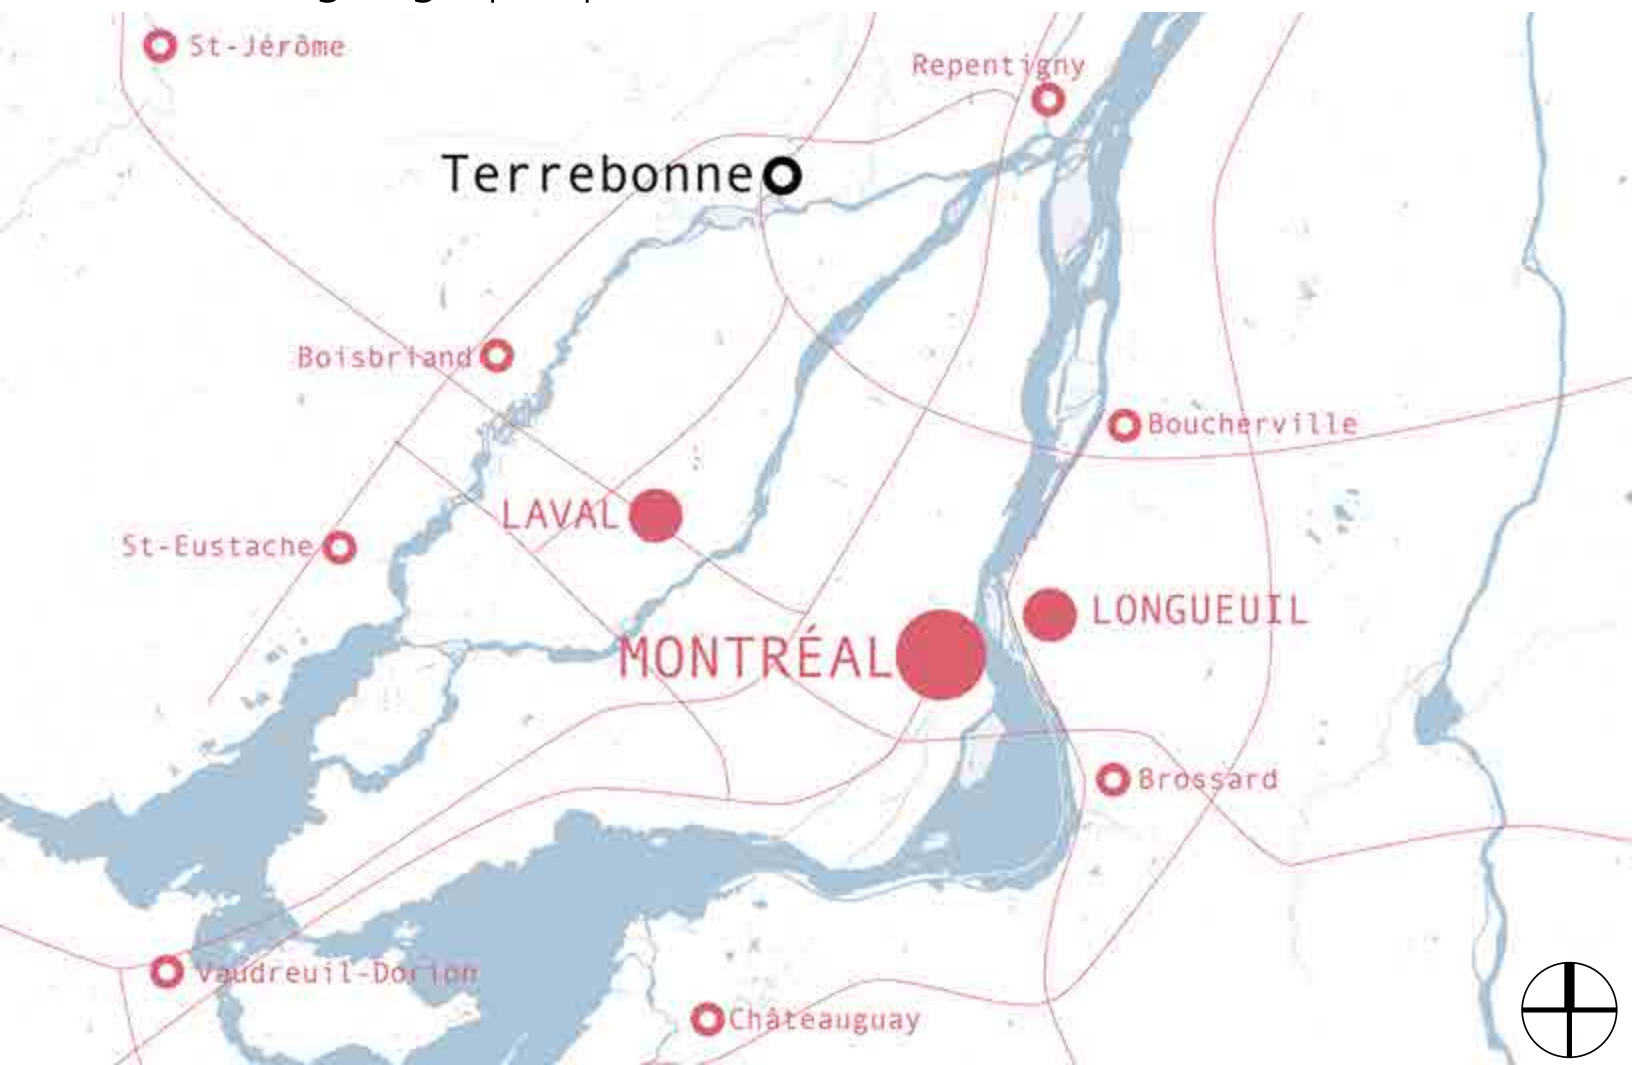 St-Jérôme
Repentigny
Terrebonne
Boisbriand
Boucherville
LAVAL
St-Eustache
LONGUEUIL
MONTRÉAL
Brossard
Vaudreuil-Dorion
Châteauguay